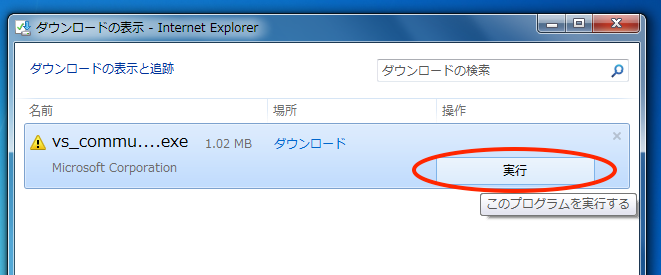 ダウンロードの表示 - Internet Explorer
ダウンロードの表示と追跡
ダウンロードの検索
名前 場所 操作
vs_commu....exe 1.02 MB ダウンロード
Microsoft Corporation
実行
このプログラムを実行する